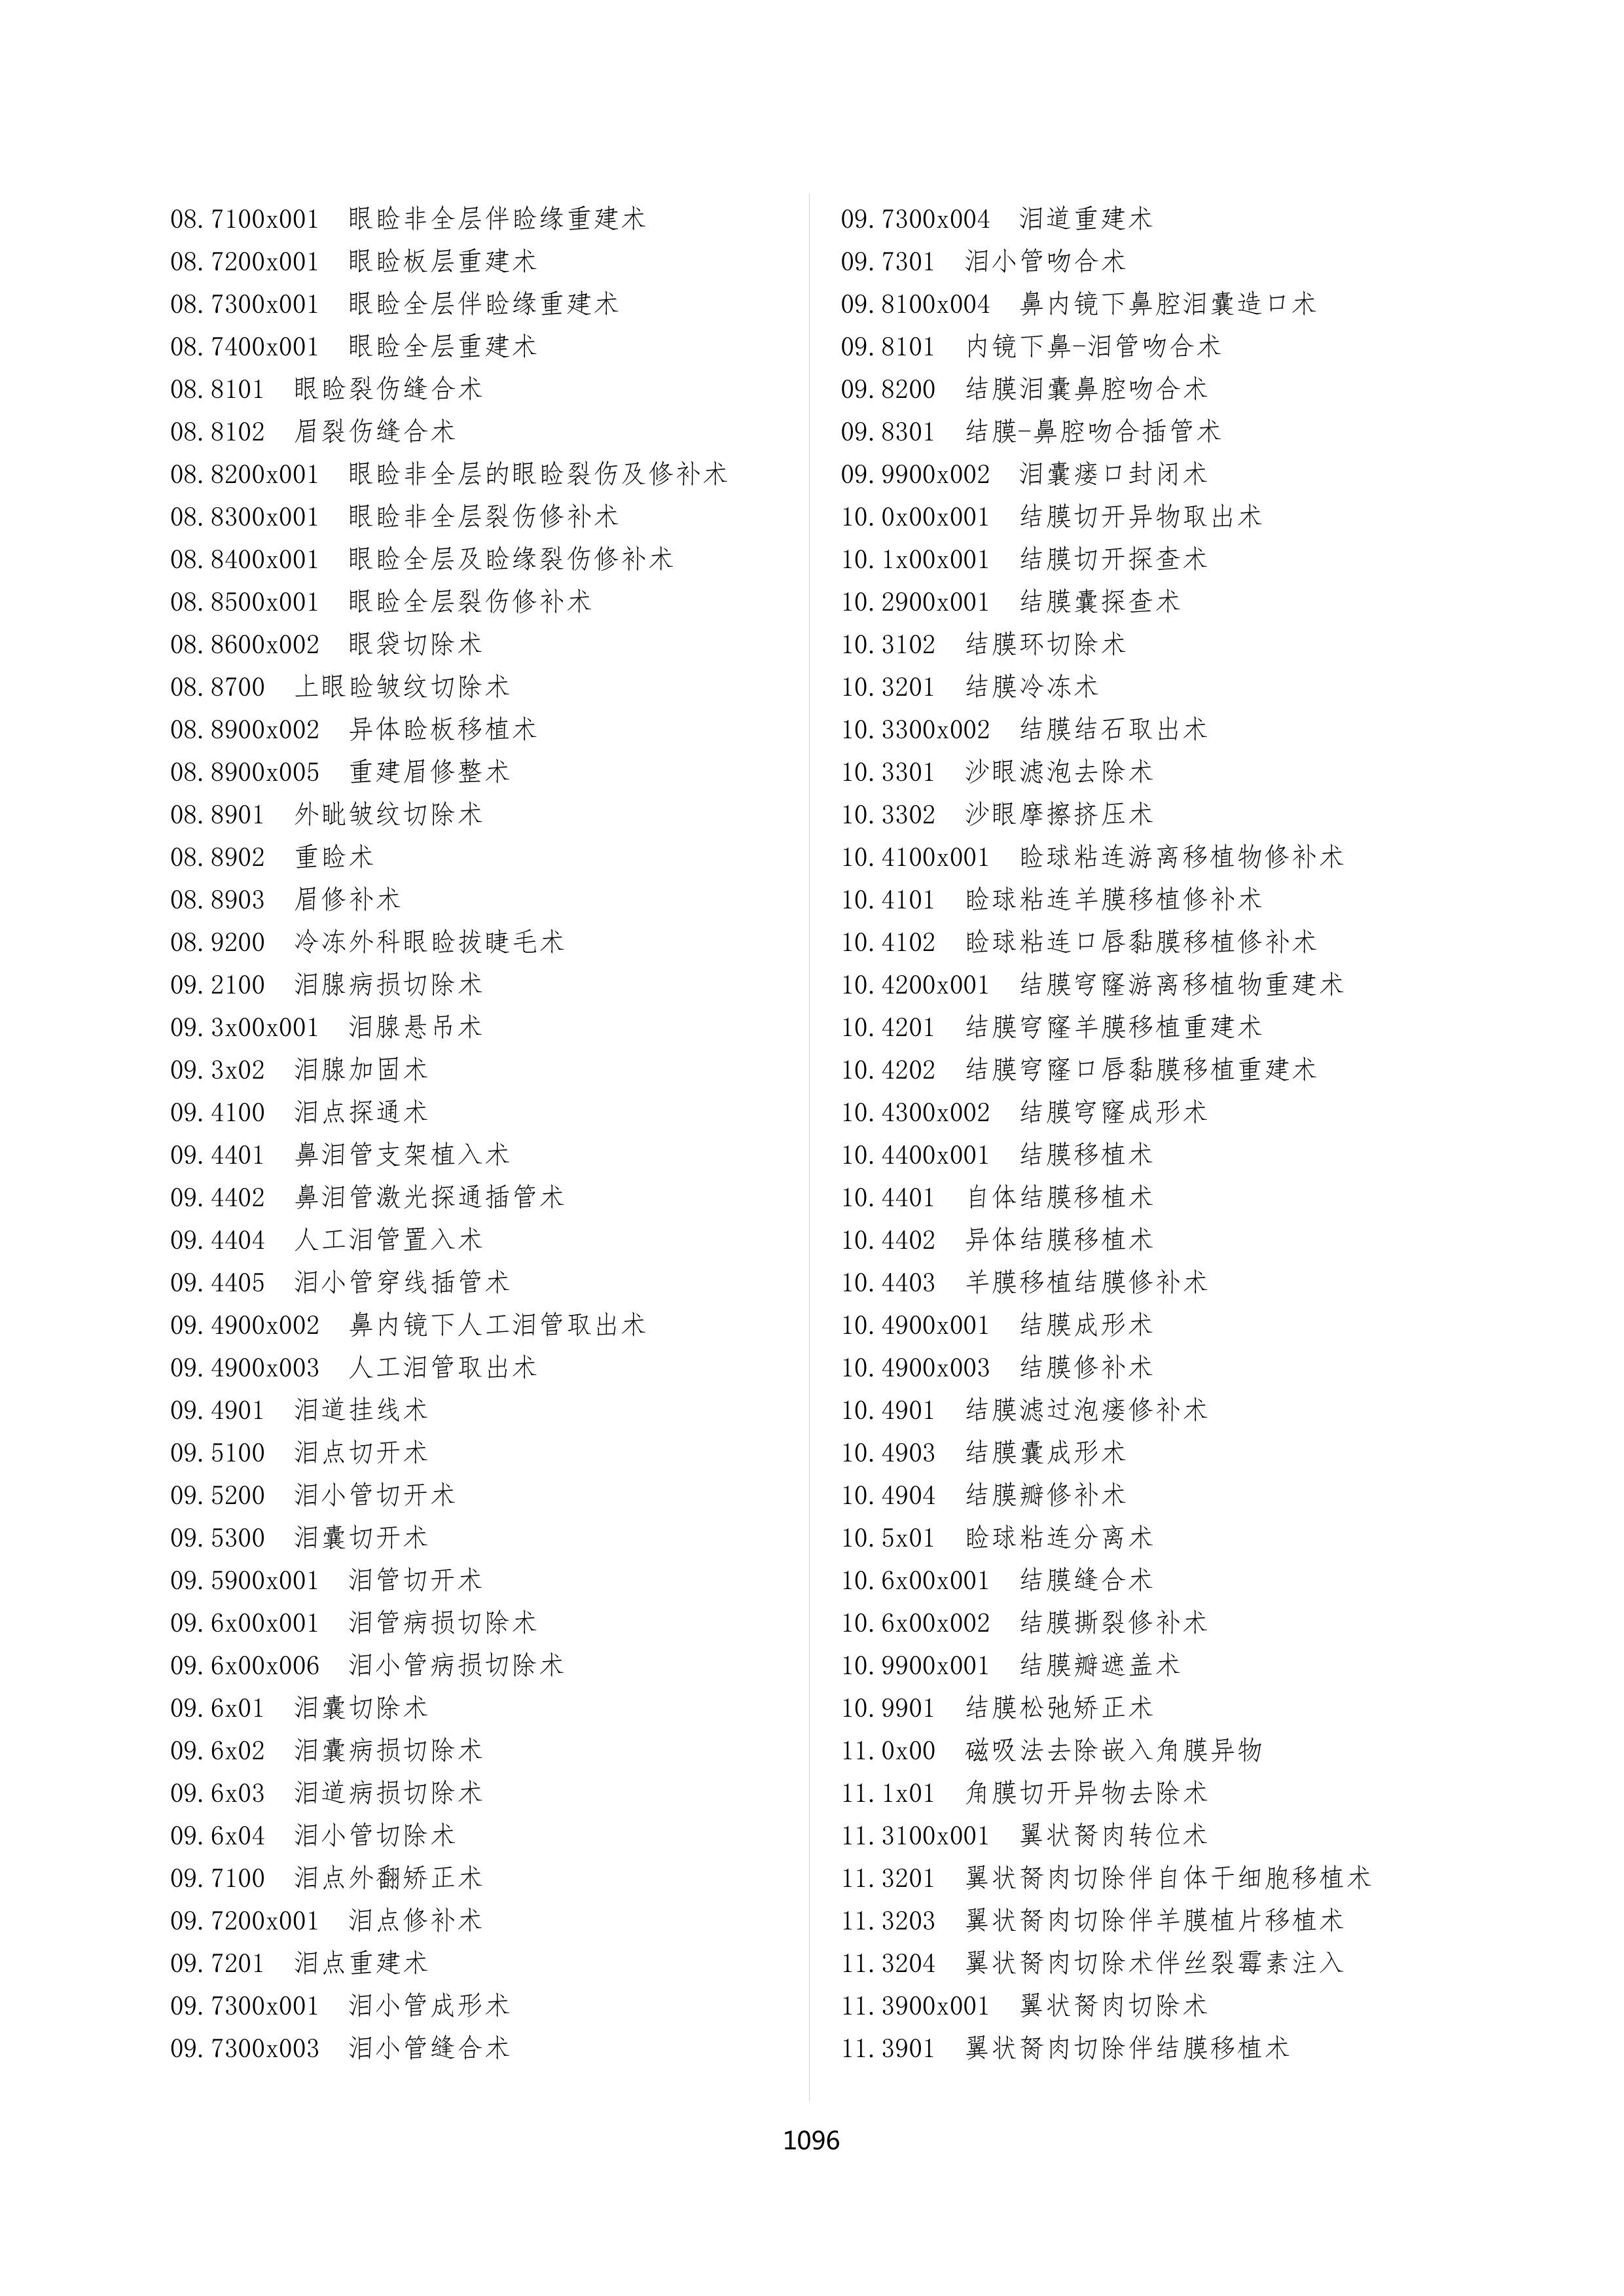 08.7100x001 眼睑非全层伴睑缘重建术
08.7200x001 眼睑板层重建术
08.7300x001 眼睑全层伴睑缘重建术
08.7400x001 眼睑全层重建术
08.8101 眼睑裂伤缝合术
08.8102 眉裂伤缝合术
08.8200x001 眼睑非全层的眼睑裂伤及修补术
08.8300x001 眼睑非全层裂伤修补术
08.8400x001 眼睑全层及睑缘裂伤修补术
08.8500x001 眼睑全层裂伤修补术
08.8600x002 眼袋切除术
08.8700 上眼睑皱纹切除术
08.8900x002 异体睑板移植术
08.8900x005 重建眉修整术
08.8901 外眦皱纹切除术
08.8902 重睑术
08.8903 眉修补术
08.9200 冷冻外科眼睑拔睫毛术
09.2100 泪腺病损切除术
09.3x00x001 泪腺悬吊术
09.3x02 泪腺加固术
09.4100 泪点探通术
09.4401 鼻泪管支架植入术
09.4402 鼻泪管激光探通插管术
09.4404 人工泪管置入术
09.4405 泪小管穿线插管术
09.4900x002 鼻内镜下人工泪管取出术
09.4900x003 人工泪管取出术
09.4901 泪道挂线术
09.5100 泪点切开术
09.5200 泪小管切开术
09.5300 泪囊切开术
09.5900x001 泪管切开术
09.6x00x001 泪管病损切除术
09.6x00x006 泪小管病损切除术
09.6x01 泪囊切除术
09.6x02 泪囊病损切除术
09.6x03 泪道病损切除术
09.6x04 泪小管切除术
09.7100 泪点外翻矫正术
09.7200x001 泪点修补术
09.7201 泪点重建术
09.7300x001 泪小管成形术
09.7300x003 泪小管缝合术
09.7300x004 泪道重建术
09.7301 泪小管吻合术
09.8100x004 鼻内镜下鼻腔泪囊造口术
09.8101 内镜下鼻-泪管吻合术
09.8200 结膜泪囊鼻腔吻合术
09.8301 结膜-鼻腔吻合插管术
09.9900x002 泪囊瘘口封闭术
10.0x00x001 结膜切开异物取出术
10.1x00x001 结膜切开探查术
10.2900x001 结膜囊探查术
10.3102 结膜环切除术
10.3201 结膜冷冻术
10.3300x002 结膜结石取出术
10.3301 沙眼滤泡去除术
10.3302 沙眼摩擦挤压术
10.4100x001 睑球粘连游离移植物修补术
10.4101 睑球粘连羊膜移植修补术
10.4102 睑球粘连口唇黏膜移植修补术
10.4200x001 结膜穹窿游离移植物重建术
10.4201 结膜穹窿羊膜移植重建术
10.4202 结膜穹窿口唇黏膜移植重建术
10.4300x002 结膜穹窿成形术
10.4400x001 结膜移植术
10.4401 自体结膜移植术
10.4402 异体结膜移植术
10.4403 羊膜移植结膜修补术
10.4900x001 结膜成形术
10.4900x003 结膜修补术
10.4901 结膜滤过泡瘘修补术
10.4903 结膜囊成形术
10.4904 结膜瓣修补术
10.5x01 睑球粘连分离术
10.6x00x001 结膜缝合术
10.6x00x002 结膜撕裂修补术
10.9900x001 结膜瓣遮盖术
10.9901 结膜松弛矫正术
11.0x00 磁吸法去除嵌入角膜异物
11.1x01 角膜切开异物去除术
11.3100x001 翼状胬肉转位术
11.3201 翼状胬肉切除伴自体干细胞移植术
11.3203 翼状胬肉切除伴羊膜植片移植术
11.3204 翼状胬肉切除术伴丝裂霉素注入
11.3900x001 翼状胬肉切除术
11.3901 翼状胬肉切除伴结膜移植术
1096